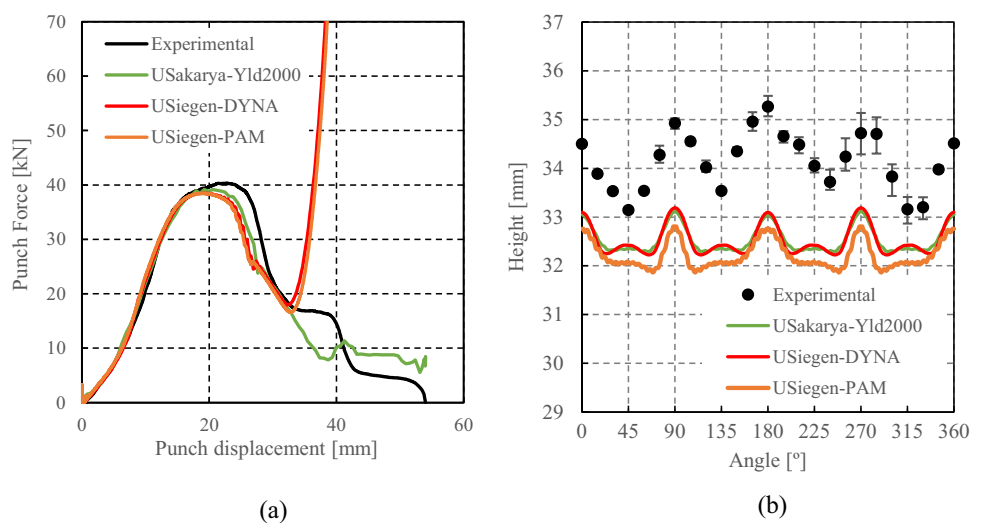 70
60
50
40
30
20
10
0
Punch Force [kN]
Experimental
USakarya-Yld2000
USiegen-DYNA
USiegen-PAM
0 20 40 60
Punch displacement [mm]
(a)
37
36
35
34
33
32
31
30
29
Height [mm]
Experimental
USakarya-Yld2000
USiegen-DYNA
USiegen-PAM
0 45 90 135 180 225 270 315 360
Angle [º]
(b)